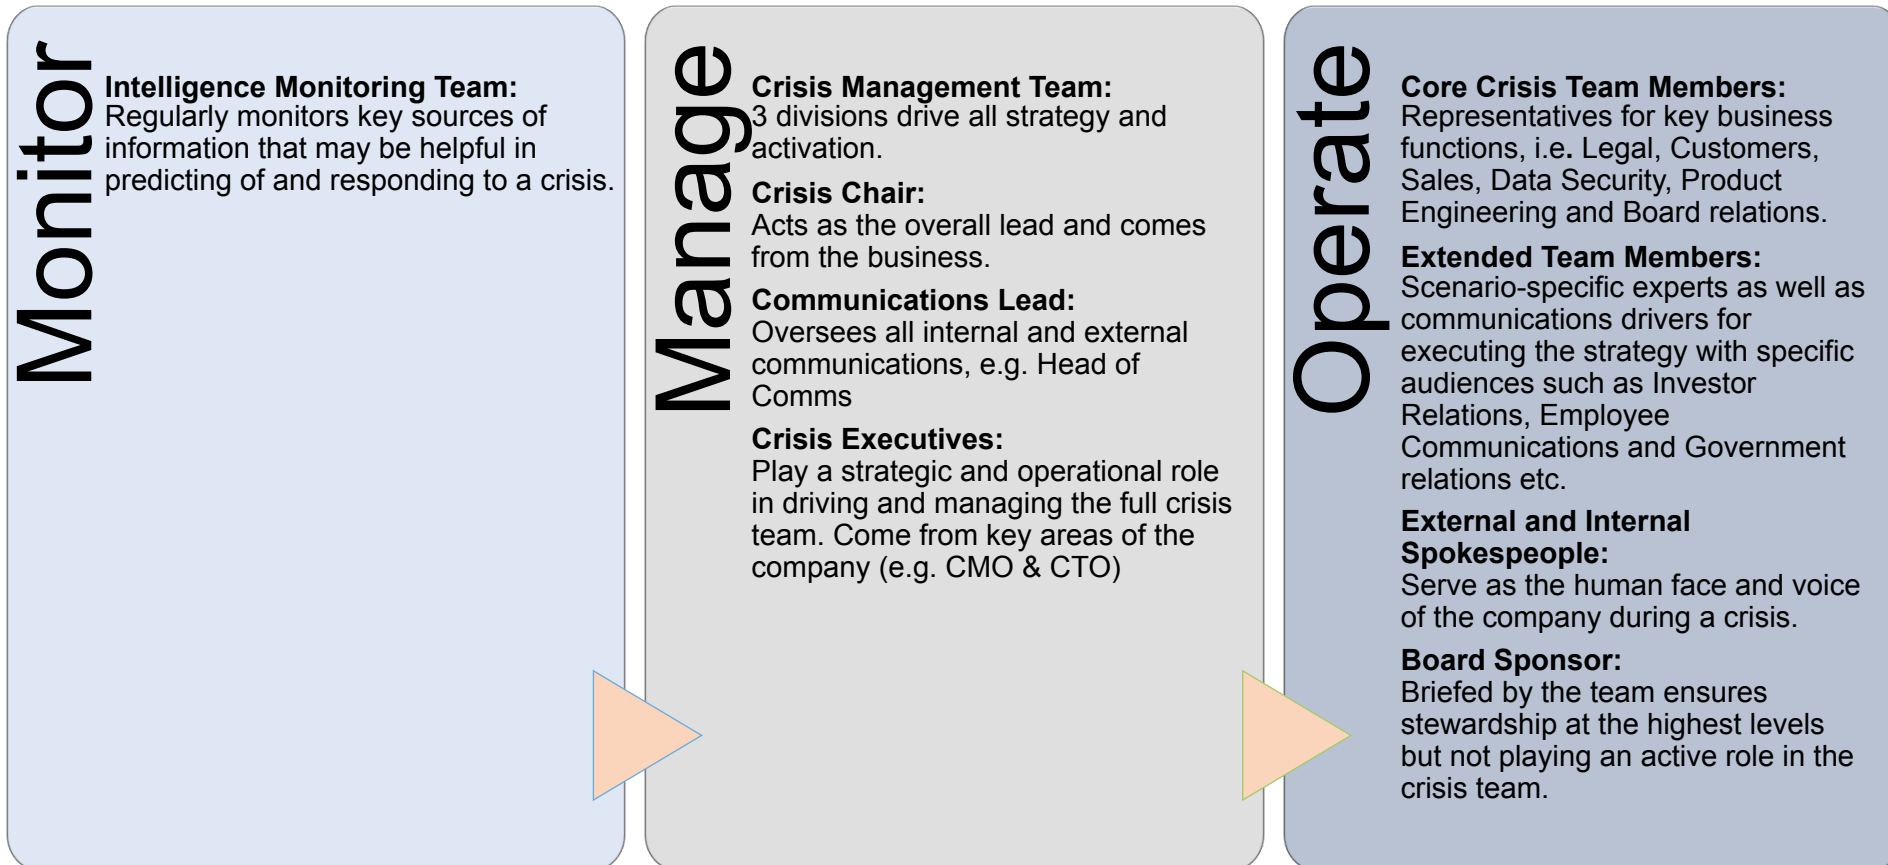 Monitor
Intelligence Monitoring Team:
Regularly monitors key sources of
information that may be helpful in
predicting of and responding to a crisis.
Manage
Crisis Management Team:
3 divisions drive all strategy and
activation.
Crisis Chair:
Acts as the overall lead and comes
from the business.
Communications Lead:
Oversees all internal and external
communications, e.g. Head of
Comms
Crisis Executives:
Play a strategic and operational role
in driving and managing the full crisis
team. Come from key areas of the
company (e.g. CMO & CTO)
Operate
Core Crisis Team Members:
Representatives for key business
functions, i.e. Legal, Customers,
Sales, Data Security, Product
Engineering and Board relations.
Extended Team Members:
Scenario-specific experts as well as
communications drivers for
executing the strategy with specific
audiences such as Investor
Relations, Employee
Communications and Government
relations etc.
External and Internal
Spokespeople:
Serve as the human face and voice
of the company during a crisis.
Board Sponsor:
Briefed by the team ensures
stewardship at the highest levels
but not playing an active role in the
crisis team.